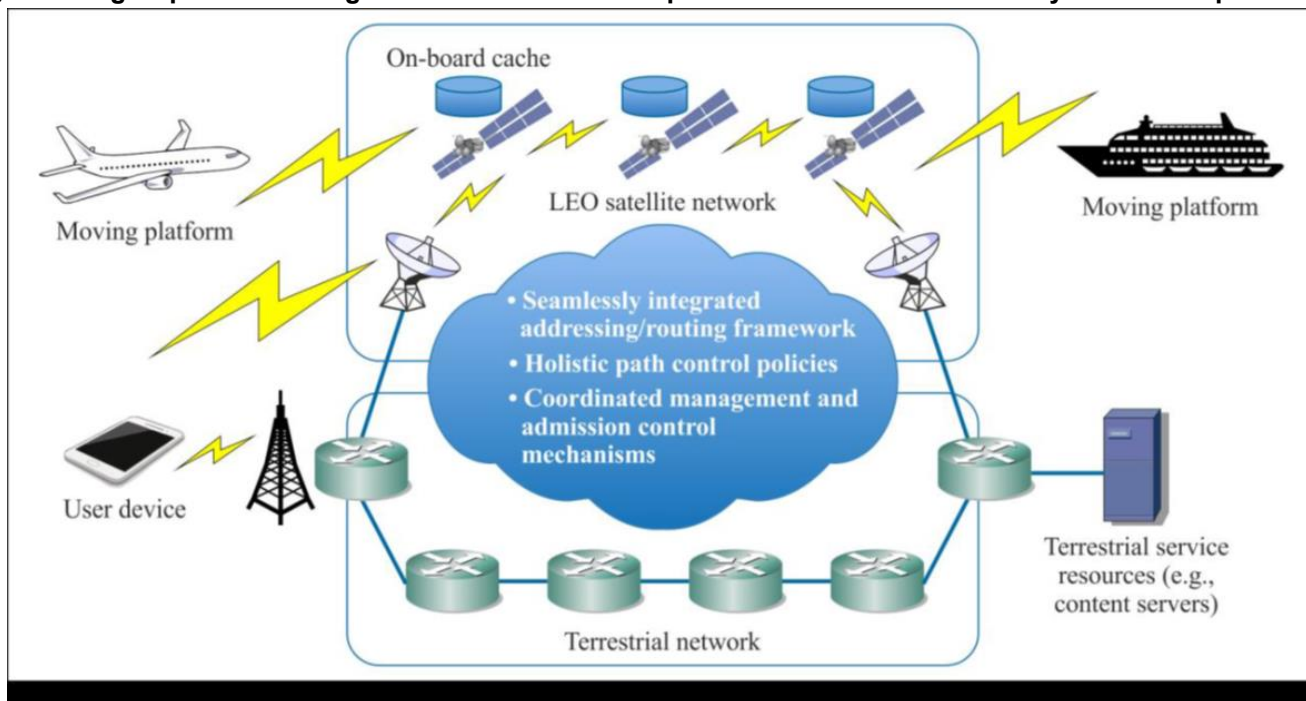 On-board cache
Moving platform
LEO satellite network
Moving platform
• Seamlessly integrated
addressing/routing framework
• Holistic path control policies
• Coordinated management and
admission control
mechanisms
User device
Terrestrial service
resources (e.g.,
content servers)
Terrestrial network